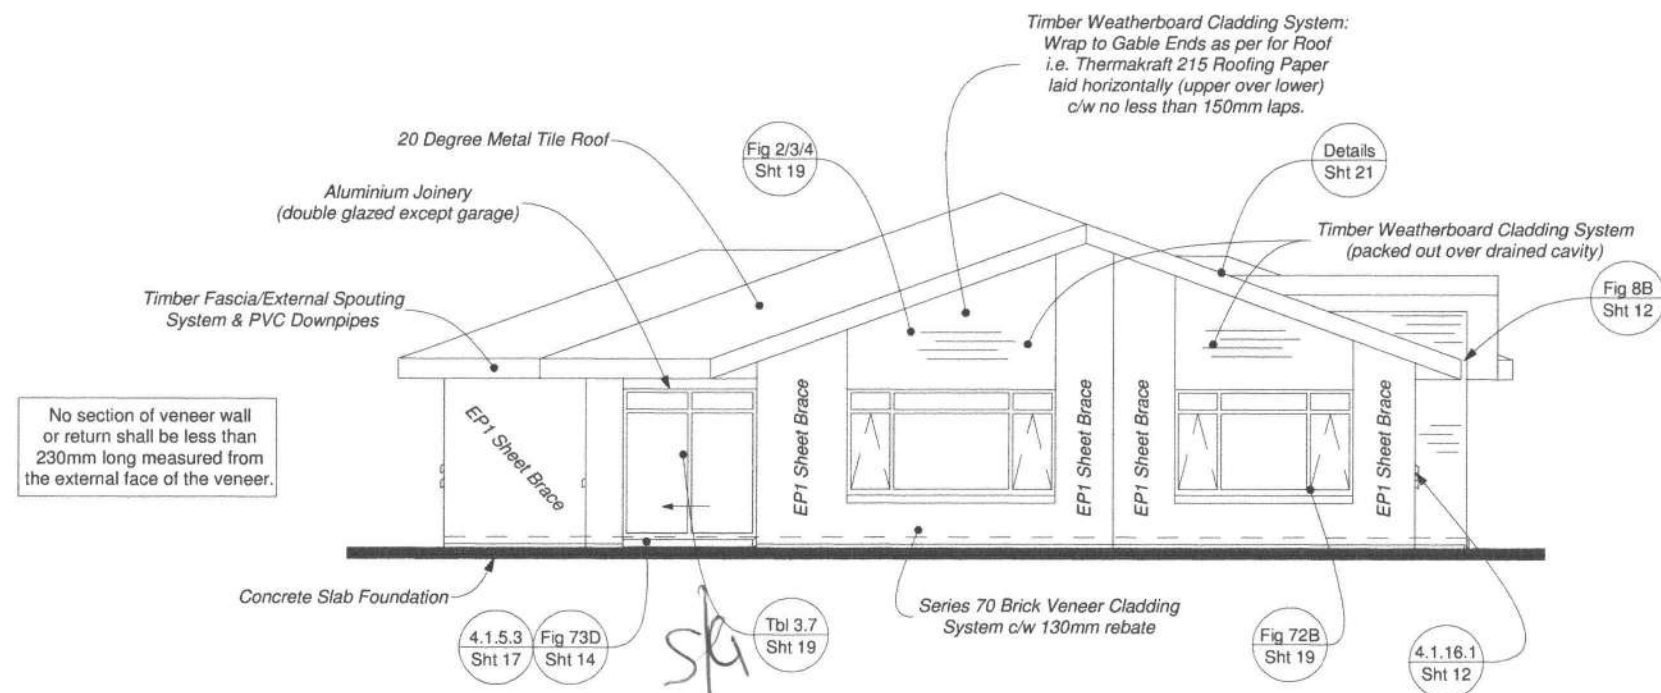 Timber Weatherboard Cladding System:
Wrap to Gable Ends as per for Roof
i.e. Thermakraft 215 Roofing Paper
laid horizontally (upper over lower)
c/w no less than 150mm laps.
20 Degree Metal Tile Roof
Fig 2/3/4
Sht 19
Details
Sht 21
Aluminium Joinery
(double glazed except garage)
Timber Weatherboard Cladding System
(packed out over drained cavity)
Timber Fascia/External Spouting
System & PVC Downpipes
Fig 8B
Sht 12
No section of veneer wall
or return shall be less than
230mm long measured from
the external face of the veneer.
EP1 Sheet Brace
EP1 Sheet Brace
EP1 Sheet Brace
EP1 Sheet Brace
EP1 Sheet Brace
Concrete Slab Foundation
4.1.5.3
Sht 17
Fig 73D
Sht 14
Tbl 3.7
Sht 19
Series 70 Brick Veneer Cladding
System c/w 130mm rebate
Fig 72B
Sht 19
4.1.16.1
Sht 12